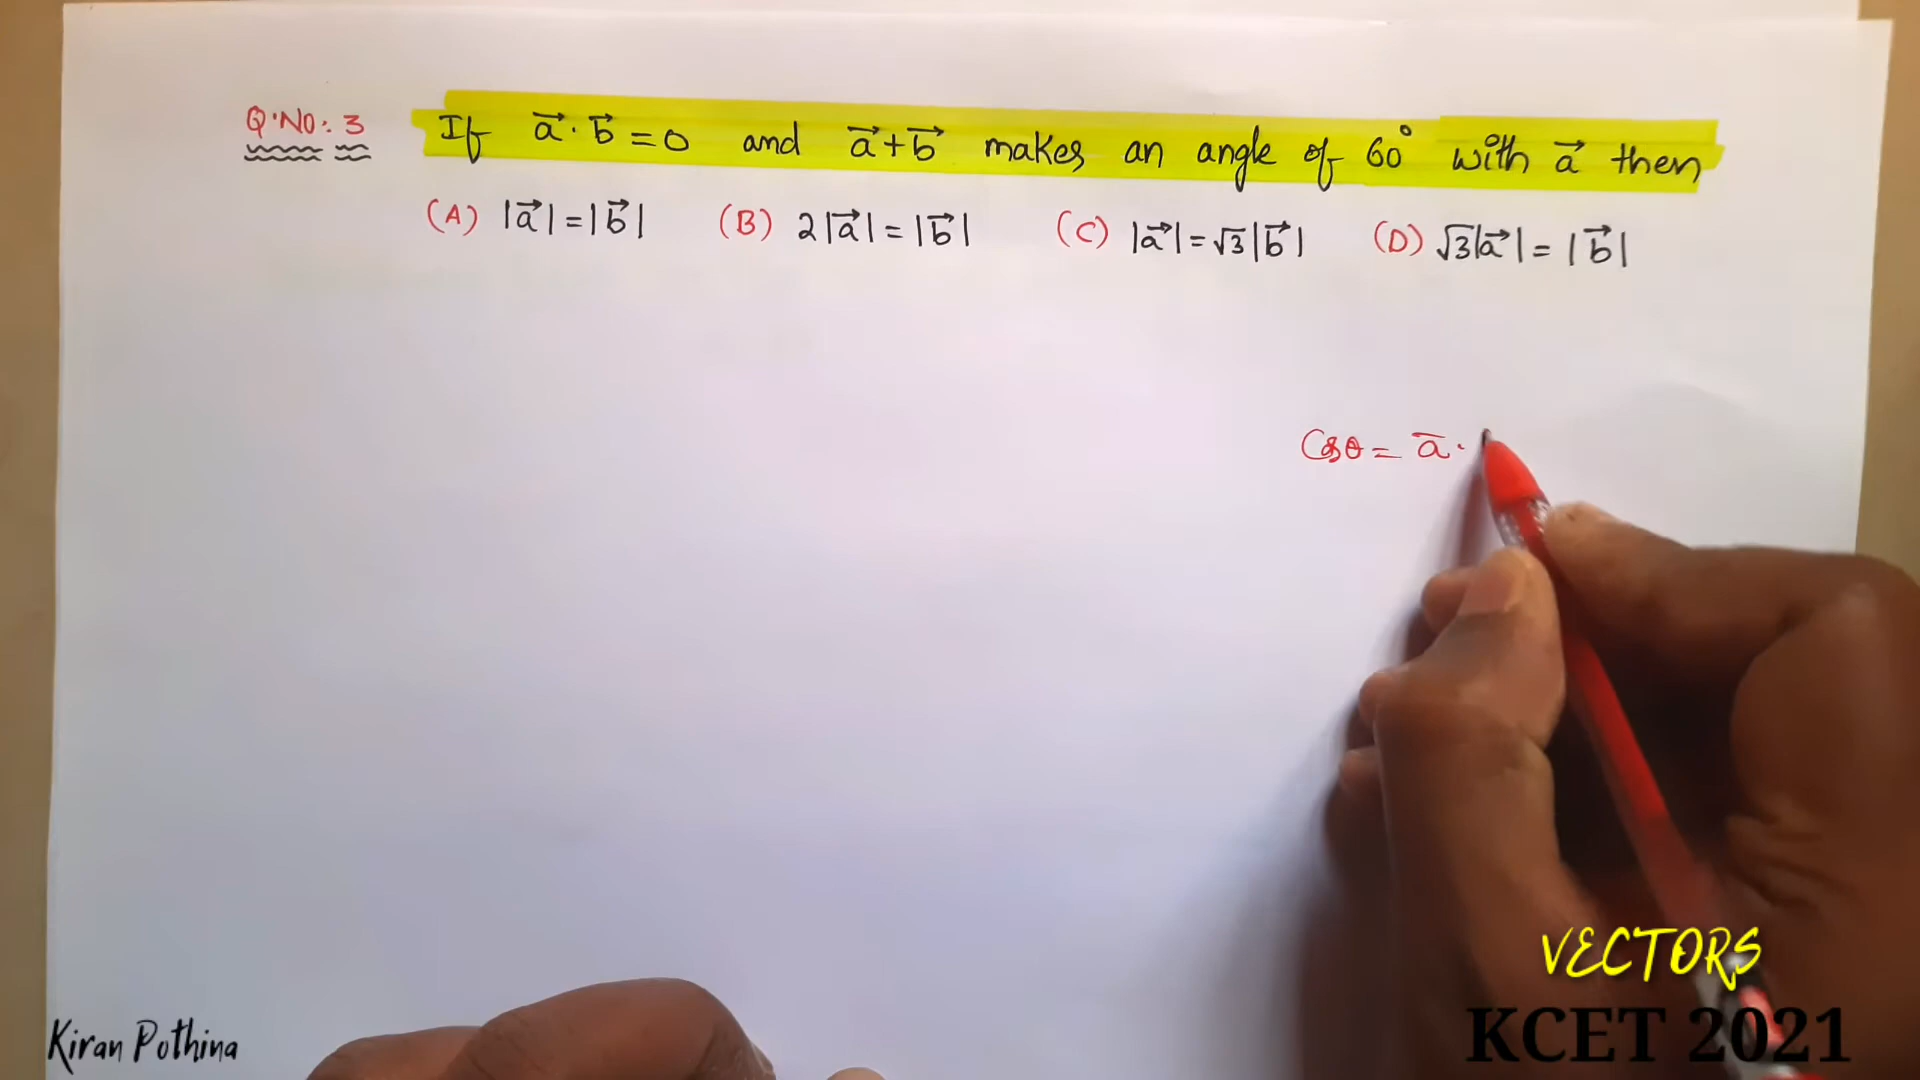 Q.No: 3 If a⃗ · b⃗ = 0 and a⃗ + b⃗ makes an angle of 60° with a⃗ then
(A) |a⃗| = |b⃗| (B) 2|a⃗| = |b⃗| (C) |a⃗| = √3|b⃗| (D) √3|a⃗| = |b⃗|
Cosθ = a̅ ·
VECTORS
KCET 2021
Kiran Pothina